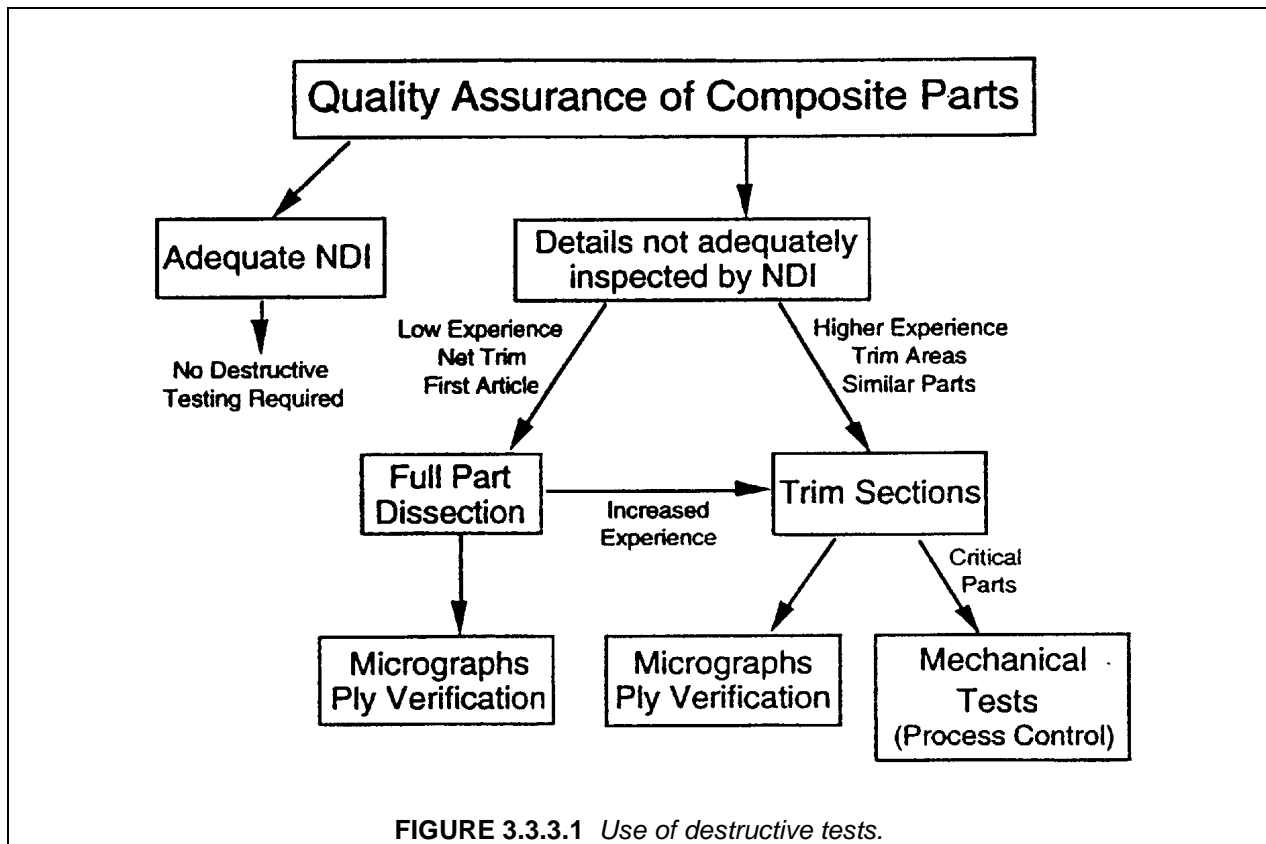 Quality Assurance of Composite Parts
Adequate NDI
Details not adequately
inspected by NDI
No Destructive
Testing Required
Low Experience
Net Trim
First Article
Higher Experience
Trim Areas
Similar Parts
Full Part
Dissection
Increased
Experience
Trim Sections
Critical
Parts
Micrographs
Ply Verification
Micrographs
Ply Verification
Mechanical
Tests
(Process Control)
FIGURE 3.3.3.1 Use of destructive tests.